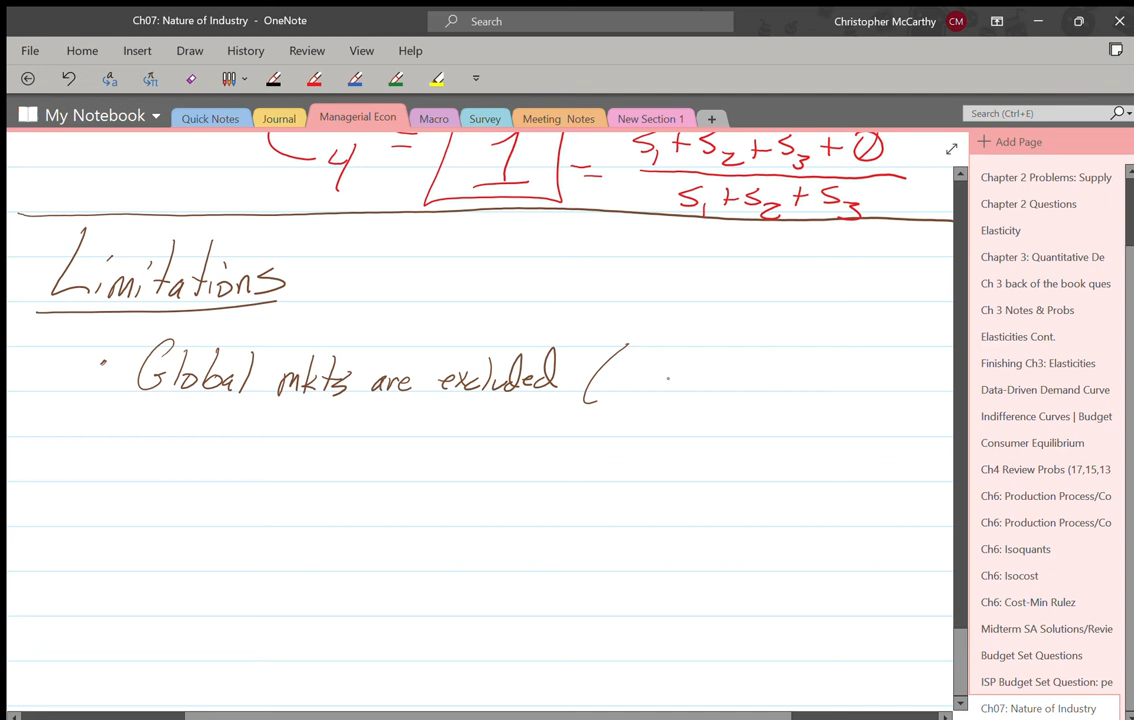 Ch07: Nature of Industry - OneNote
Search
Christopher McCarthy
CM
File Home Insert Draw History Review View Help
My Notebook
Quick Notes Journal Managerial Econ Macro Survey Meeting Notes New Section 1 +
Search (Ctrl+E)
C4 = 1 = S1 + S2 + S3 + 0 / S1 + S2 + S3
Limitations
• Global mkts are excluded (
Add Page
Chapter 2 Problems: Supply
Chapter 2 Questions
Elasticity
Chapter 3: Quantitative De
Ch 3 back of the book ques
Ch 3 Notes & Probs
Elasticities Cont.
Finishing Ch3: Elasticities
Data-Driven Demand Curve
Indifference Curves | Budget
Consumer Equilibrium
Ch4 Review Probs (17,15,13
Ch6: Production Process/Co
Ch6: Production Process/Co
Ch6: Isoquants
Ch6: Isocost
Ch6: Cost-Min Rulez
Midterm SA Solutions/Revie
Budget Set Questions
ISP Budget Set Question: pe
Ch07: Nature of Industry